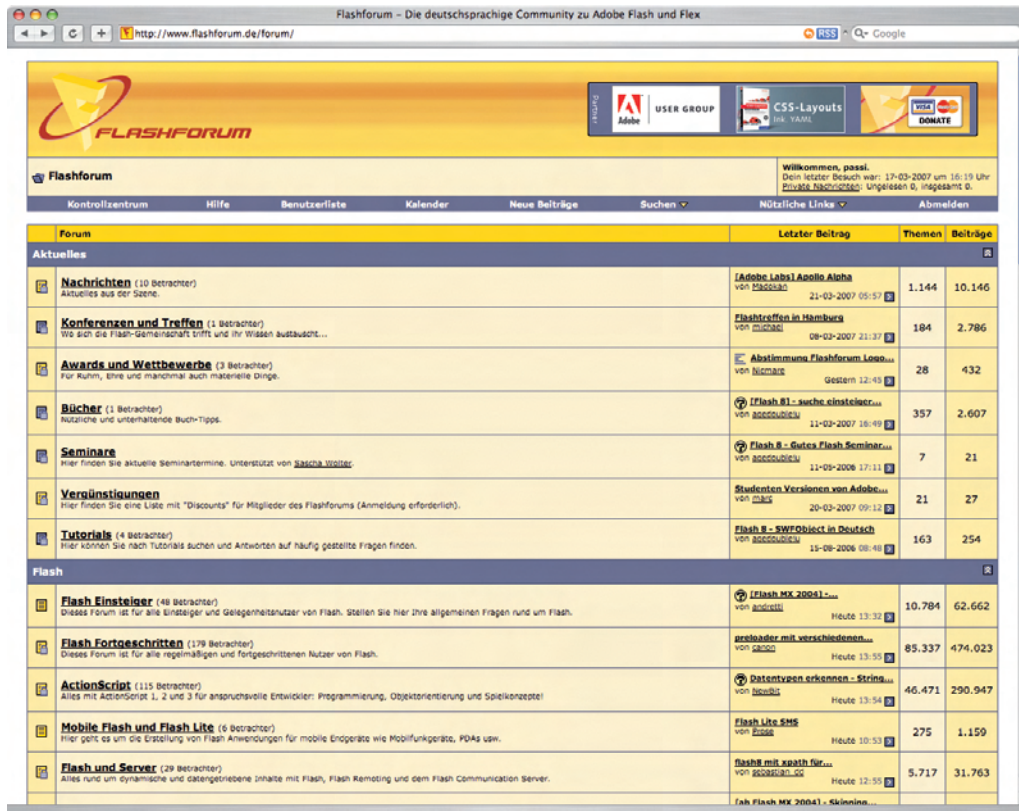 Flashforum – Die deutschsprachige Community zu Adobe Flash und Flex
http://www.flashforum.de/forum/
RSS
Google
FLASHFORUM
Partner
Adobe
USER GROUP
CSS-Layouts
ink. YAML
VISA
DONATE
Flashforum
Willkommen, passi.
Dein letzter Besuch war: 17-03-2007 um 16:19 Uhr
Private Nachrichten: Ungelesen 0, insgesamt 0.
Kontrollzentrum Hilfe Benutzerliste Kalender Neue Beiträge Suchen Nützliche Links Abmelden
Forum Letzter Beitrag Themen Beiträge
Aktuelles
Nachrichten (10 Betrachter)
Aktuelles aus der Szene.
[Adobe Labs] Apollo Alpha
von Madokan
21-03-2007 05:57
1.144 10.146
Konferenzen und Treffen (1 Betrachter)
Wo sich die Flash-Gemeinschaft trifft und ihr Wissen austauscht...
Flashtreffen in Hamburg
von michael
08-03-2007 21:37
184 2.786
Awards und Wettbewerbe (3 Betrachter)
Für Ruhm, Ehre und manchmal auch materielle Dinge.
Abstimmung Flashforum Logo...
von Nicmare
Gestern 12:45
28 432
Bücher (1 Betrachter)
Nützliche und unterhaltende Buch-Tipps.
[Flash 8] - suche einsteiger...
von agedoubleju
11-03-2007 16:49
357 2.607
Seminare
Hier finden Sie aktuelle Seminartermine. Unterstützt von Sascha Wolter.
Flash 8 - Gutes Flash Seminar...
von agedoubleju
11-05-2006 17:11
7 21
Vergünstigungen
Hier finden Sie eine Liste mit "Discounts" für Mitglieder des Flashforums (Anmeldung erforderlich).
Studenten Versionen von Adobe...
von marc
20-03-2007 09:12
21 27
Tutorials (4 Betrachter)
Hier können Sie nach Tutorials suchen und Antworten auf häufig gestellte Fragen finden.
Flash 8 - SWFObject in Deutsch
von agedoubleju
15-08-2006 08:48
163 254
Flash
Flash Einsteiger (48 Betrachter)
Dieses Forum ist für alle Einsteiger und Gelegenheitsnutzer von Flash. Stellen Sie hier Ihre allgemeinen Fragen rund um Flash.
[Flash MX 2004] -...
von andretti
Heute 13:32
10.784 62.662
Flash Fortgeschritten (179 Betrachter)
Dieses Forum ist für alle regelmäßigen und fortgeschrittenen Nutzer von Flash.
preloader mit verschiedenen...
von canon
Heute 13:55
85.337 474.023
ActionScript (115 Betrachter)
Alles mit ActionScript 1, 2 und 3 für anspruchsvolle Entwickler: Programmierung, Objektorientierung und Spielkonzepte!
Datentypen erkennen - String...
von NewBit
Heute 13:54
46.471 290.947
Mobile Flash und Flash Lite (6 Betrachter)
Hier geht es um die Erstellung von Flash Anwendungen für mobile Endgeräte wie Mobilfunkgeräte, PDAs usw.
Flash Lite SMS
von Prose
Heute 10:53
275 1.159
Flash und Server (29 Betrachter)
Alles rund um dynamische und datengetriebene Inhalte mit Flash, Flash Remoting und dem Flash Communication Server.
flash8 mit xpath für...
von sebastian_cd
Heute 12:55
5.717 31.763
[ab Flash MX 2004] - Skinning...